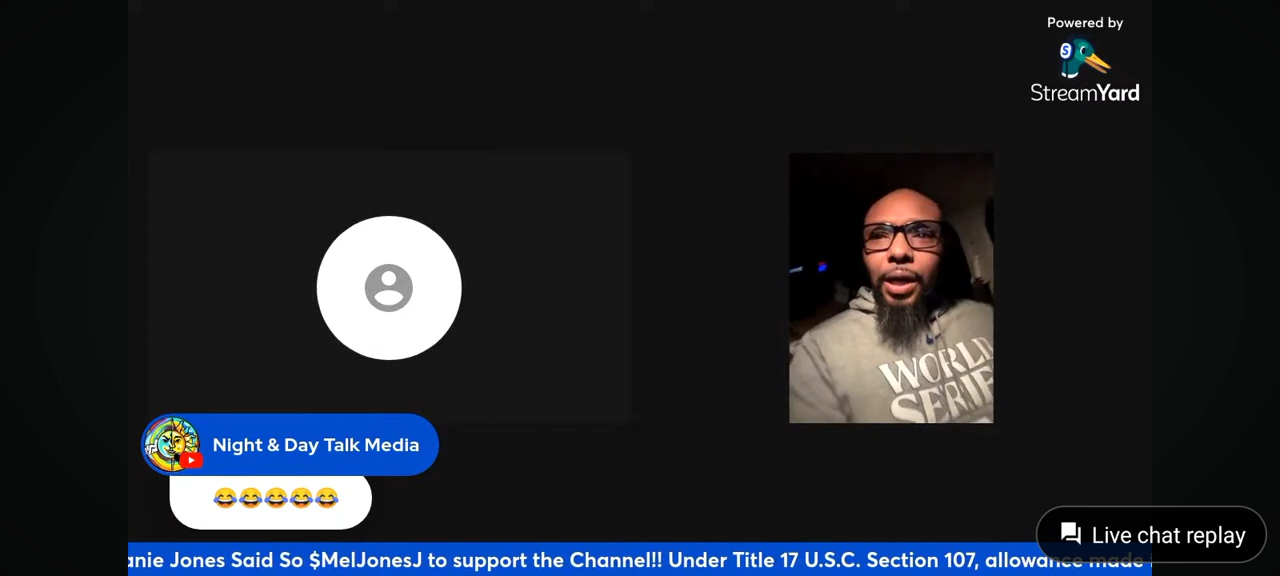 Powered by
StreamYard
WORLD
SERIE
Night & Day Talk Media
😂😂😂😂😂
anie Jones Said So $MelJonesJ to support the Channel!! Under Title 17 U.S.C. Section 107, allowance made
Live chat replay